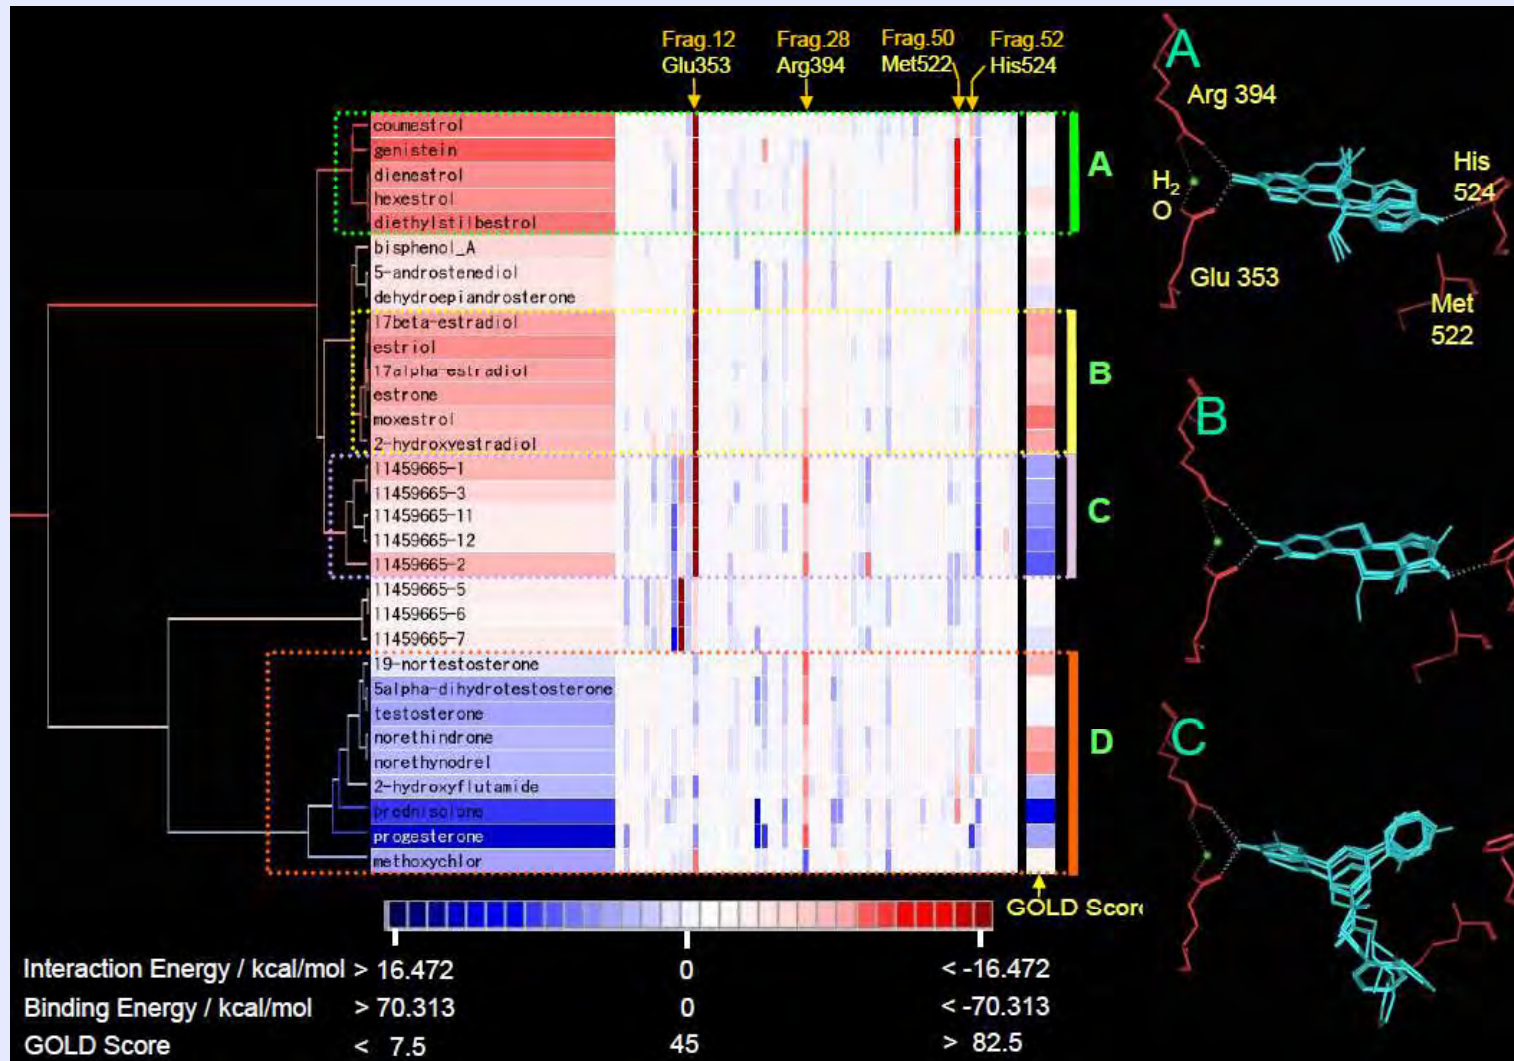 Frag.12 Frag.28 Frag.50 Frag.52
Glu353 Arg394 Met522 His524
coumestrol
genistein
dienestrol
hexestrol
diethylstilbestrol
bisphenol_A
5-androstenediol
dehydroepiandrosterone
17beta-estradiol
estriol
17alpha-estradiol
estrone
moxestrol
2-hydroxyestradiol
11459665-1
11459665-3
11459665-11
11459665-12
11459665-2
11459665-5
11459665-6
11459665-7
19-nortestosterone
5alpha-dihydrotestosterone
testosterone
norethindrone
norethynodrel
2-hydroxyflutamide
prednisolone
progesterone
methoxychlor
A
B
C
D
GOLD Score
Interaction Energy / kcal/mol > 16.472 0 < -16.472
Binding Energy / kcal/mol > 70.313 0 < -70.313
GOLD Score < 7.5 45 > 82.5
A
Arg 394
His
524
H2
O
Glu 353
Met
522
B
C